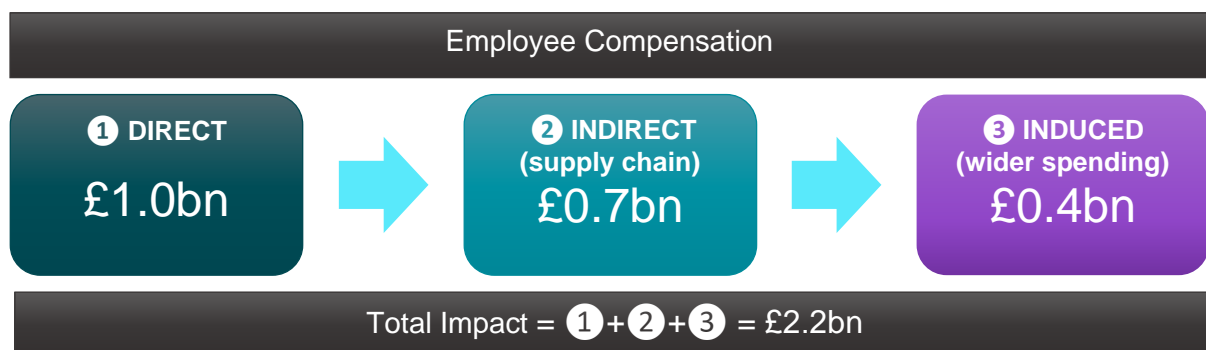 Employee Compensation
❶ DIRECT
£1.0bn
❷ INDIRECT
(supply chain)
£0.7bn
❸ INDUCED
(wider spending)
£0.4bn
Total Impact = ❶+❷+❸ = £2.2bn